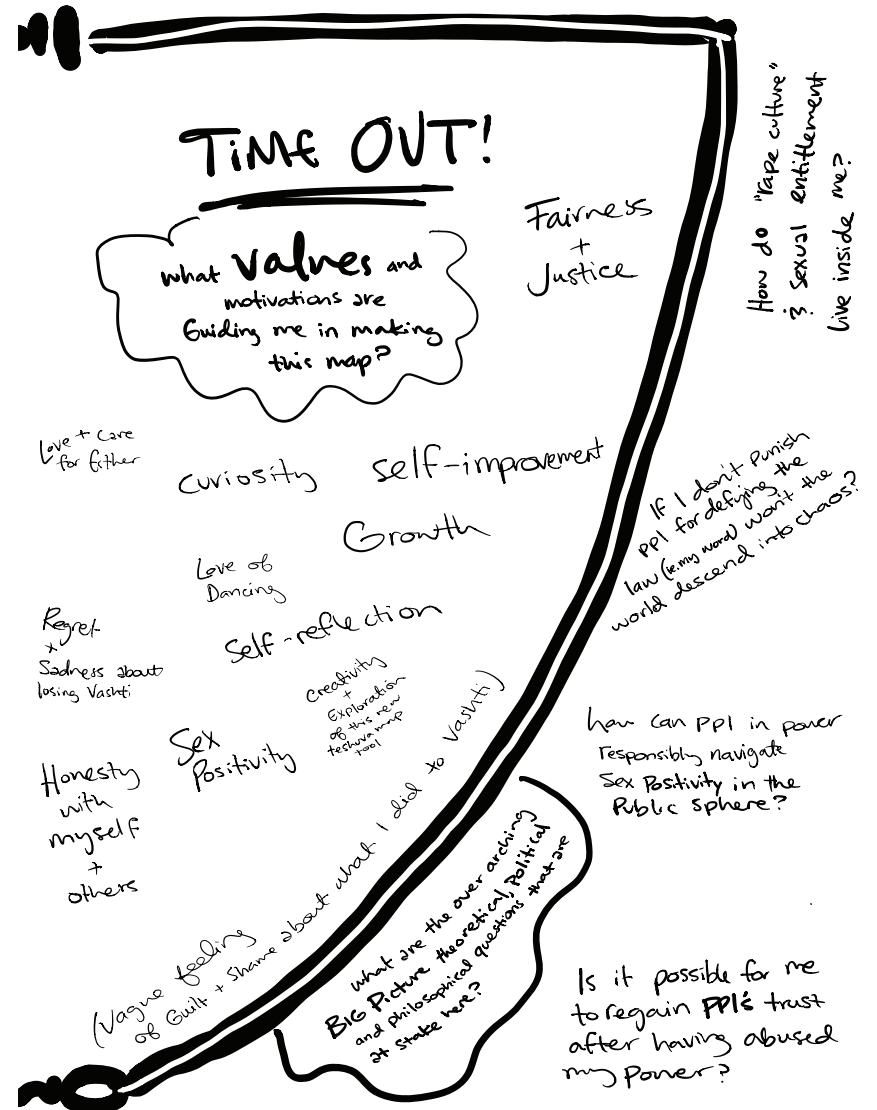 TIME OUT!
What Values and
motivations are
Guiding me in making
this map?
Fairness
+
Justice
Love + Care
for Esther
Curiosity
Self-improvement
Growth
Love of
Dancing
Self-reflection
Regret
+
Sadness about
losing Vashti
Creativity
+
Exploration
of this new
teshuva map
tool
Sex
Positivity
Honesty
with
myself
+
others
(Vague feeling
of Guilt + Shame about what I did to Vashti)
How do "rape culture"
& Sexual entitlement
live inside me?
If I don't punish
ppl for defying the
law (ie. my word) won't the
world descend into chaos?
how can ppl in power
responsibly navigate
Sex Positivity in the
Public Sphere?
what are the over arching
BIG Picture theoretical, Political
and philosophical questions that are
at stake here?
Is it possible for me
to regain PPl's trust
after having abused
my power?